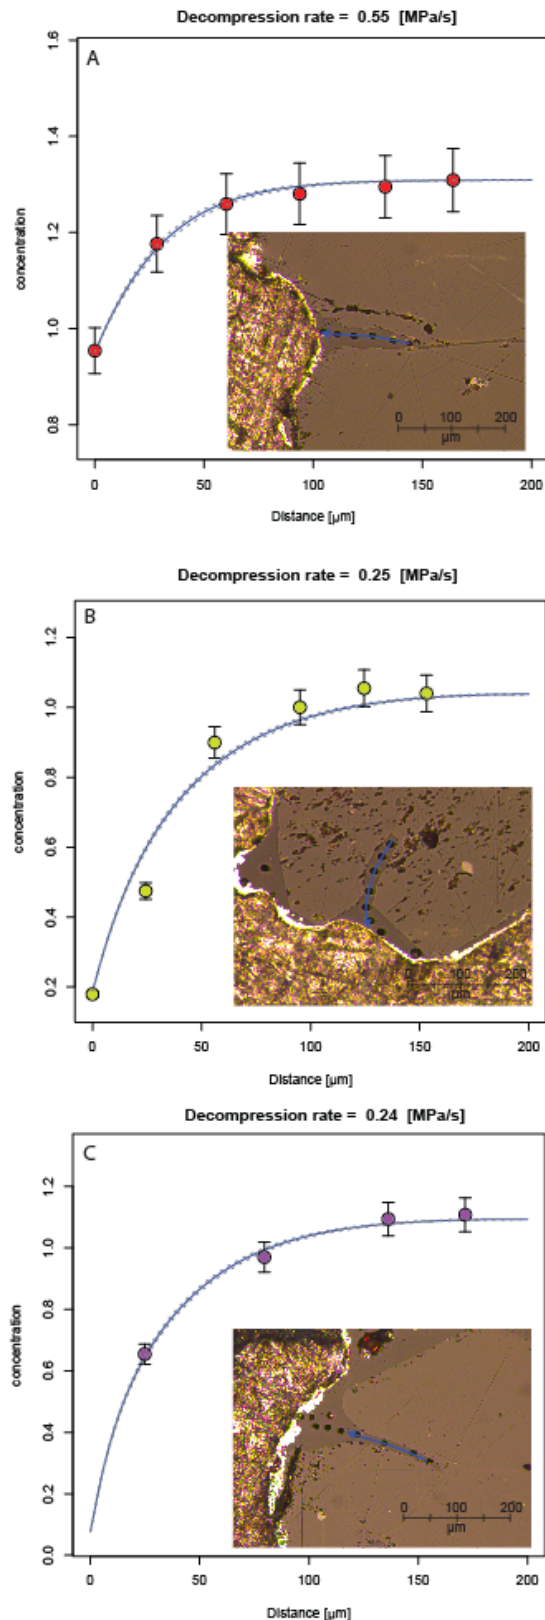 Decompression rate = 0.55 [MPa/s]
A
1.6
1.4
1.2
1.0
0.8
concentration
0 100 200
µm
0 50 100 150 200
Distance [µm]
Decompression rate = 0.25 [MPa/s]
B
1.2
1.0
0.8
0.6
0.4
0.2
concentration
0 100 200
µm
0 50 100 150 200
Distance [µm]
Decompression rate = 0.24 [MPa/s]
C
1.2
1.0
0.8
0.6
0.4
0.2
0.0
concentration
0 100 200
µm
0 50 100 150 200
Distance [µm]